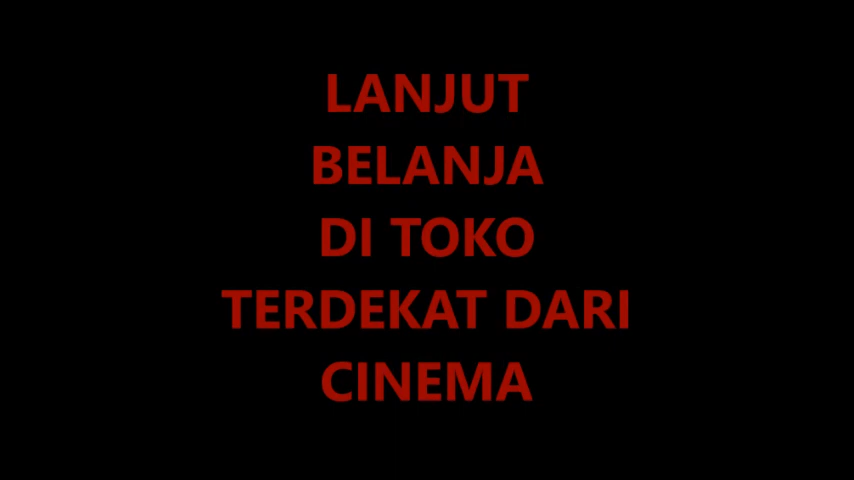 LANJUT
BELANJA
DI TOKO
TERDEKAT DARI
CINEMA